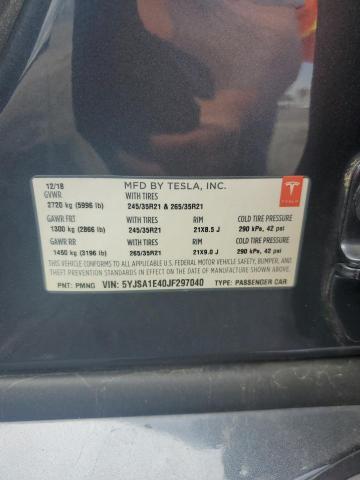 12/18 MFD BY TESLA, INC.
GVWR WITH TIRES
2720 kg (5996 lb) 245/35R21 & 265/35R21
GAWR FRT WITH TIRES RIM COLD TIRE PRESSURE
1300 kg (2866 lb) 245/35R21 21X8.5 J 290 kPa, 42 psi
GAWR RR WITH TIRES RIM COLD TIRE PRESSURE
1450 kg (3196 lb) 265/35R21 21X9.0 J 290 kPa, 42 psi
THIS VEHICLE CONFORMS TO ALL APPLICABLE U.S. FEDERAL MOTOR VEHICLE SAFETY, BUMPER, AND
THEFT PREVENTION STANDARDS IN EFFECT ON THE DATE OF MANUFACTURE SHOWN ABOVE.
PNT: PMNG VIN: 5YJSA1E40JF297040 TYPE: PASSENGER CAR
TESLA